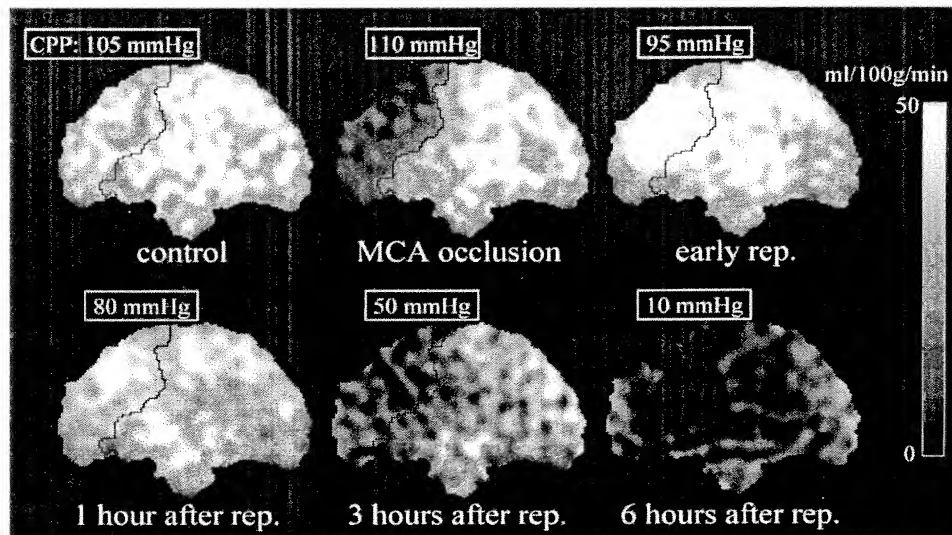 CPP: 105 mmHg
110 mmHg
95 mmHg
ml/100g/min
50
control
MCA occlusion
early rep.
80 mmHg
50 mmHg
10 mmHg
0
1 hour after rep.
3 hours after rep.
6 hours after rep.